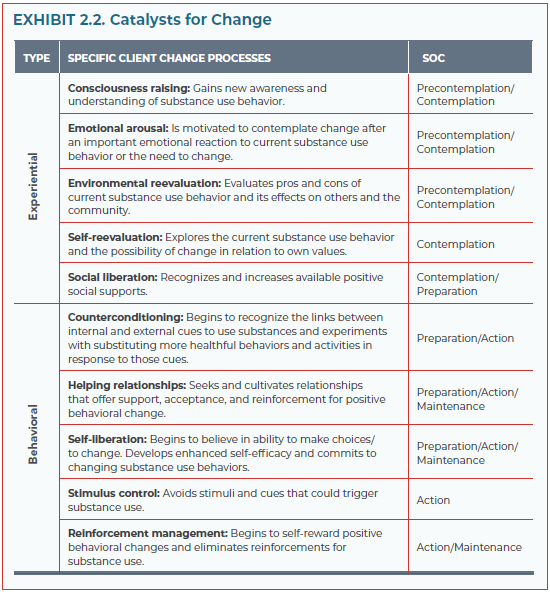 EXHIBIT 2.2. Catalysts for Change
TYPE SPECIFIC CLIENT CHANGE PROCESSES SOC
Experiential
Consciousness raising: Gains new awareness and
understanding of substance use behavior.
Precontemplation/
Contemplation
Emotional arousal: Is motivated to contemplate change after
an important emotional reaction to current substance use
behavior or the need to change.
Precontemplation/
Contemplation
Environmental reevaluation: Evaluates pros and cons of
current substance use behavior and its effects on others and the
community.
Precontemplation/
Contemplation
Self-reevaluation: Explores the current substance use behavior
and the possibility of change in relation to own values.
Contemplation
Social liberation: Recognizes and increases available positive
social supports.
Contemplation/
Preparation
Behavioral
Counterconditioning: Begins to recognize the links between
internal and external cues to use substances and experiments
with substituting more healthful behaviors and activities in
response to those cues.
Preparation/Action
Helping relationships: Seeks and cultivates relationships
that offer support, acceptance, and reinforcement for positive
behavioral change.
Preparation/Action/
Maintenance
Self-liberation: Begins to believe in ability to make choices/
to change. Develops enhanced self-efficacy and commits to
changing substance use behaviors.
Preparation/Action/
Maintenance
Stimulus control: Avoids stimuli and cues that could trigger
substance use.
Action
Reinforcement management: Begins to self-reward positive
behavioral changes and eliminates reinforcements for
substance use.
Action/Maintenance